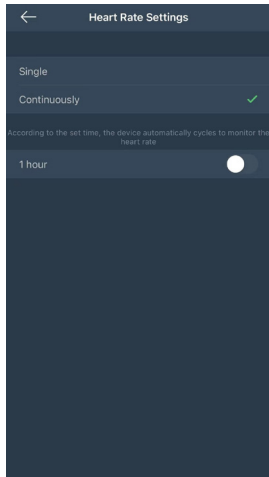 Heart Rate Settings
Single
Continuously
According to the set time, the device automatically cycles to monitor the
heart rate
1 hour